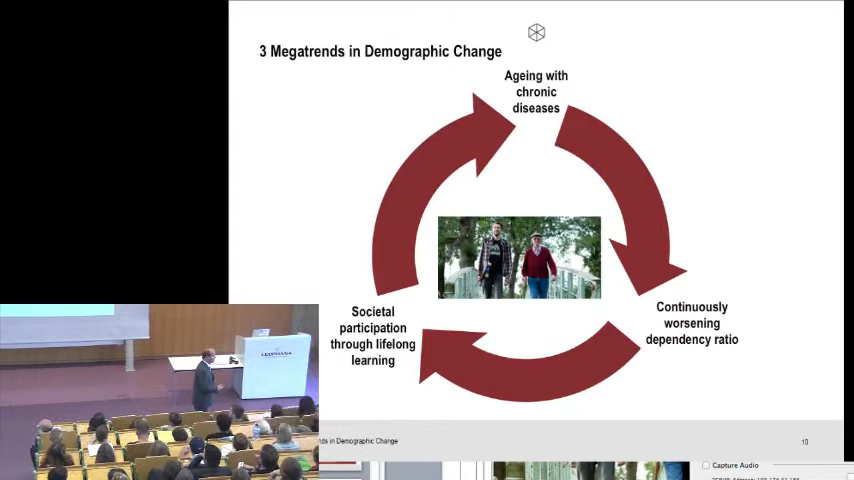 3 Megatrends in Demographic Change
Ageing with
chronic
diseases
Continuously
worsening
dependency ratio
Societal
participation
through lifelong
learning
ds in Demographic Change
10
Capture Audio